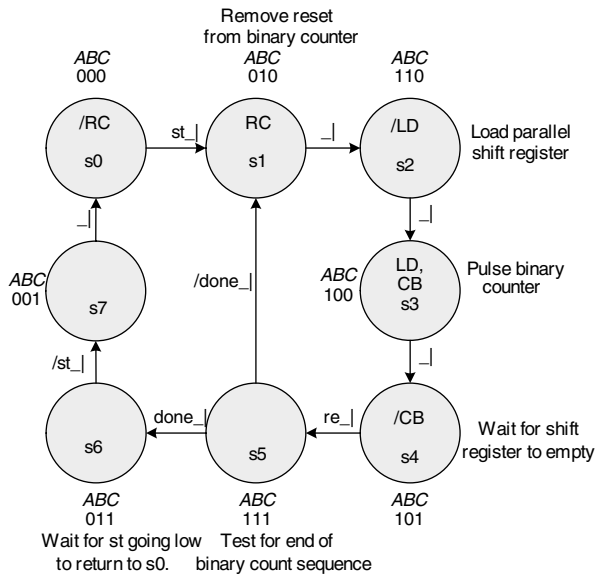 Remove reset
from binary counter
ABC
000
ABC
010
ABC
110
/RC
s0
st_|
RC
s1
_|
/LD
s2
Load parallel
shift register
_|
_|
ABC
001
s7
/done_|
ABC
100
LD,
CB
s3
Pulse binary
counter
/st_|
_|
s6
done_|
s5
re_|
/CB
s4
Wait for shift
register to empty
ABC
011
ABC
111
ABC
101
Wait for st going low
to return to s0.
Test for end of
binary count sequence